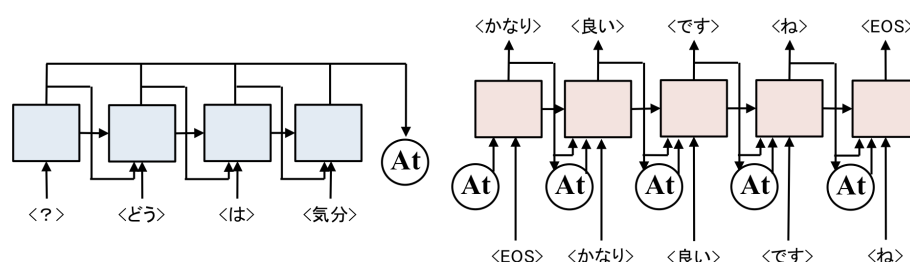 <かなり> <良い> <です> <ね> <EOS>
At
At At At At At
<?> <どう> <は> <気分>
<EOS> <かなり> <良い> <です> <ね>